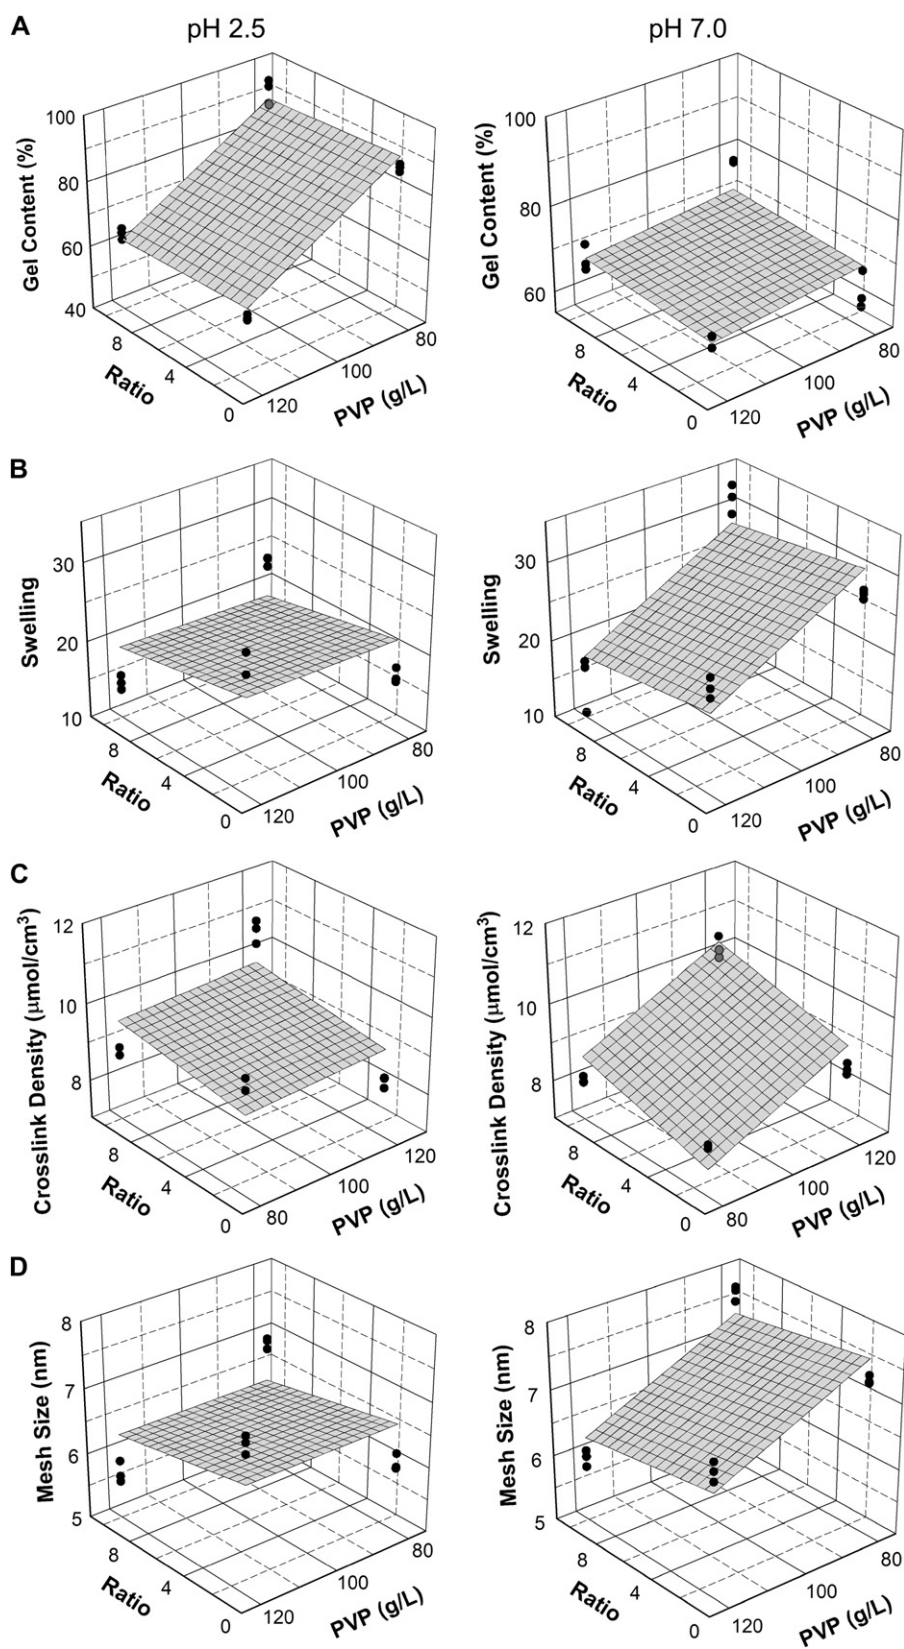 A
pH 2.5
pH 7.0
Gel Content (%)
100
80
60
40
8
4
0
Ratio
120
100
80
PVP (g/L)
Gel Content (%)
100
80
60
8
4
0
Ratio
120
100
80
PVP (g/L)
B
Swelling
30
20
10
8
4
0
Ratio
120
100
80
PVP (g/L)
Swelling
30
20
10
8
4
0
Ratio
120
100
80
PVP (g/L)
C
Crosslink Density (μmol/cm³)
12
10
8
8
4
0
Ratio
80
100
120
PVP (g/L)
Crosslink Density (μmol/cm³)
12
10
8
8
4
0
Ratio
80
100
120
PVP (g/L)
D
Mesh Size (nm)
8
7
6
5
8
4
0
Ratio
120
100
80
PVP (g/L)
Mesh Size (nm)
8
7
6
5
8
4
0
Ratio
120
100
80
PVP (g/L)